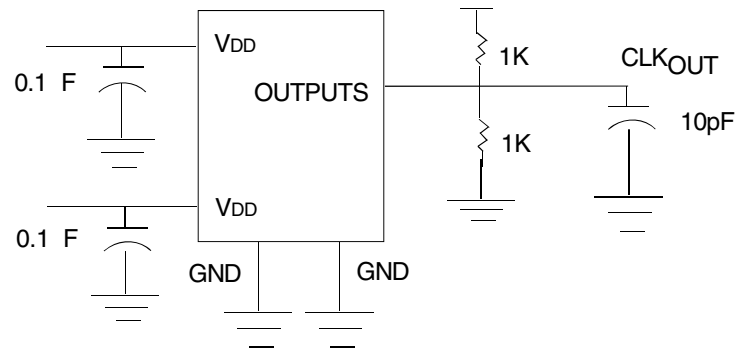 VDD
1K
CLKOUT
0.1 F
OUTPUTS
10pF
1K
VDD
0.1 F
GND
GND